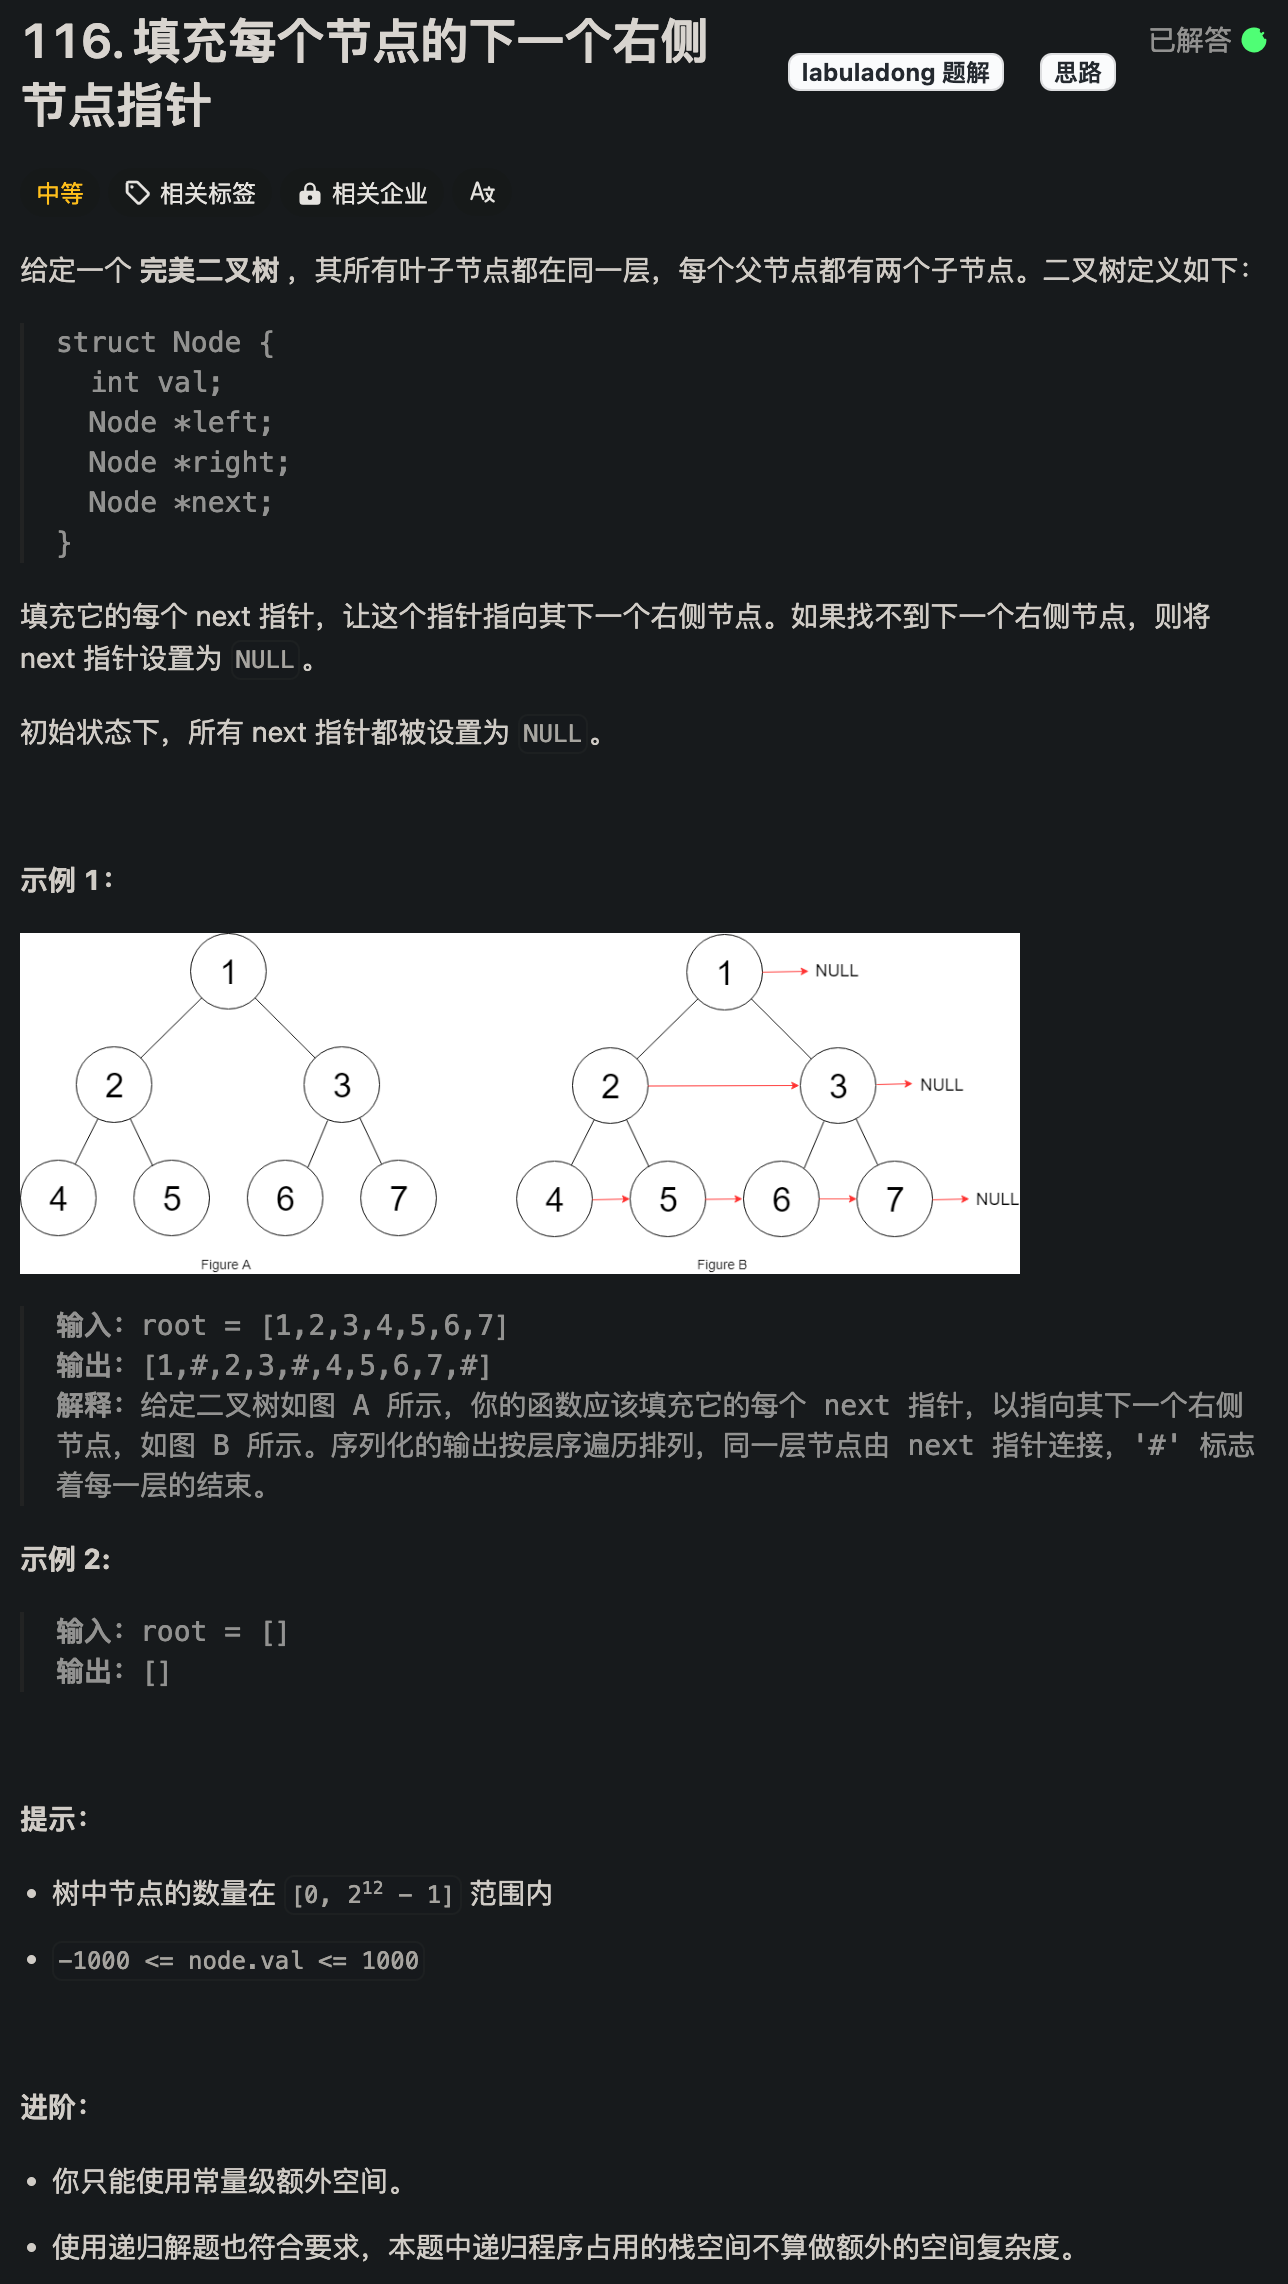 116. 填充每个节点的下一个右侧
节点指针
labuladong 题解
思路
已解答
中等
相关标签
相关企业
给定一个 完美二叉树 ，其所有叶子节点都在同一层，每个父节点都有两个子节点。二叉树定义如下：
struct Node {
int val;
Node *left;
Node *right;
Node *next;
}
填充它的每个 next 指针，让这个指针指向其下一个右侧节点。如果找不到下一个右侧节点，则将
next 指针设置为 NULL 。
初始状态下，所有 next 指针都被设置为 NULL 。
示例 1：
1
2
3
4
5
6
7
Figure A
1
NULL
2
3
NULL
4
5
6
7
NULL
Figure B
输入：root = [1,2,3,4,5,6,7]
输出：[1,#,2,3,#,4,5,6,7,#]
解释：给定二叉树如图 A 所示，你的函数应该填充它的每个 next 指针，以指向其下一个右侧
节点，如图 B 所示。序列化的输出按层序遍历排列，同一层节点由 next 指针连接，'#' 标志
着每一层的结束。
示例 2:
输入：root = []
输出：[]
提示：
• 树中节点的数量在 [0, 2¹² - 1] 范围内
• -1000 <= node.val <= 1000
进阶：
• 你只能使用常量级额外空间。
• 使用递归解题也符合要求，本题中递归程序占用的栈空间不算做额外的空间复杂度。